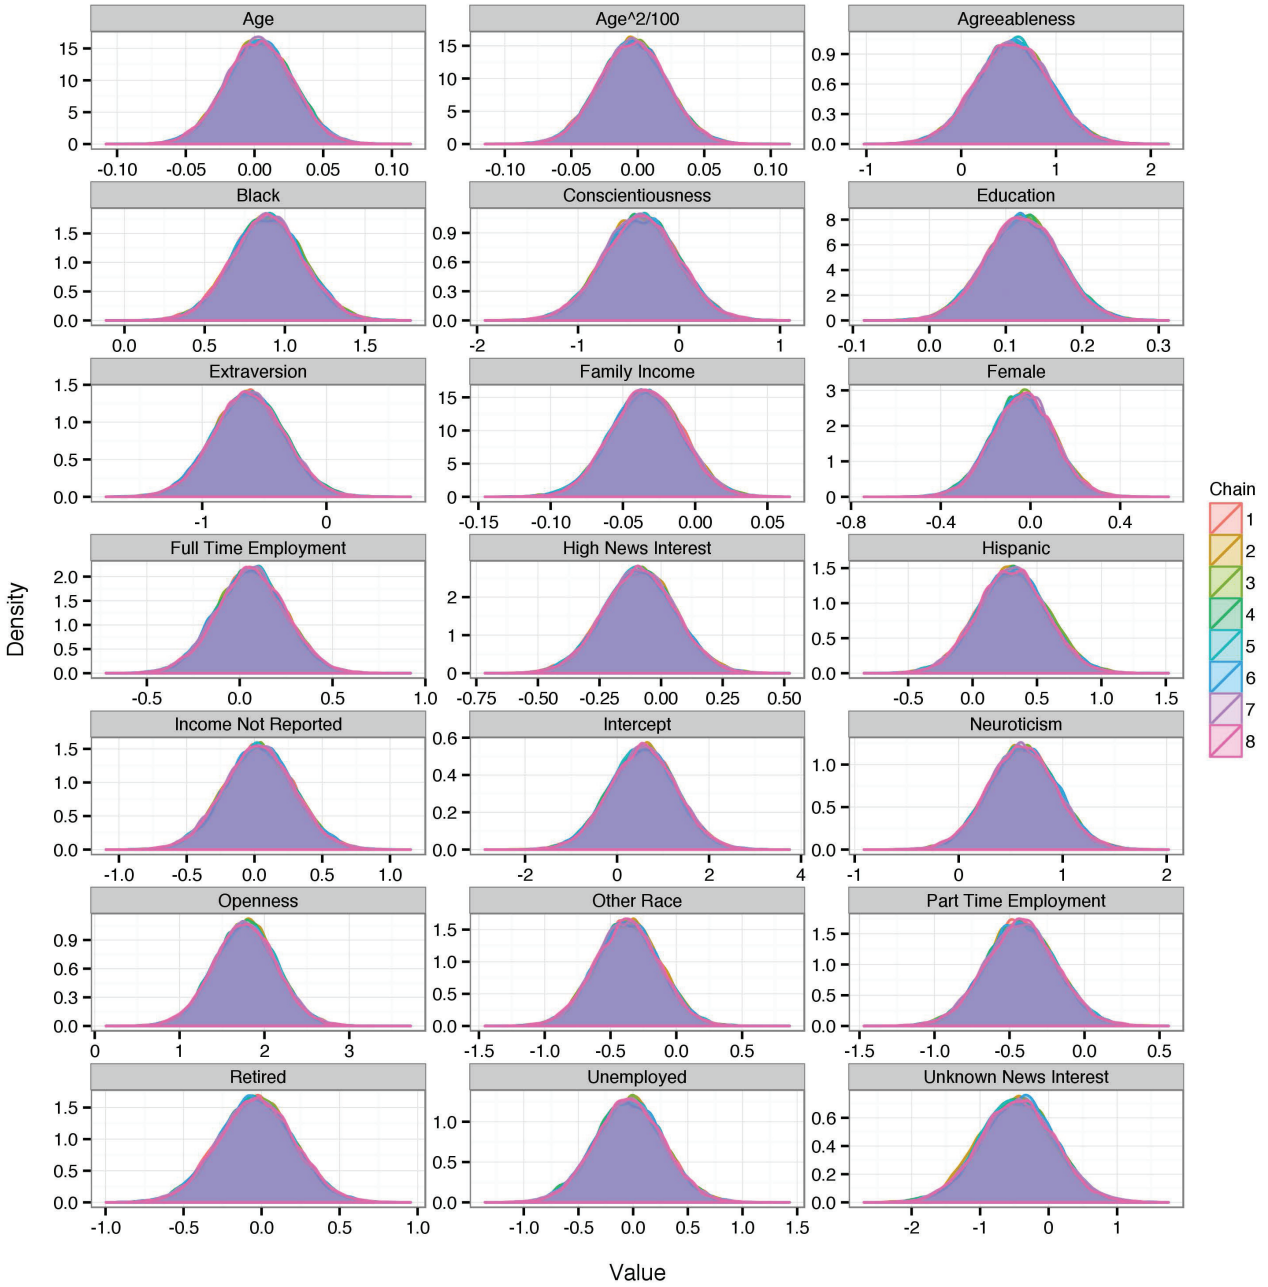 Age Age^2/100 Agreeableness
15 15 0.9
10 10 0.6
5 5 0.3
0 0 0.0
-0.10 -0.05 0.00 0.05 0.10 -0.10 -0.05 0.00 0.05 0.10 -1 0 1 2
Black Conscientiousness Education
1.5 0.9 8
1.0 0.6 6
0.5 0.3 4
0.0 0.0 2
0
0.0 0.5 1.0 1.5 -2 -1 0 1 -0.1 0.0 0.1 0.2 0.3
Extraversion Family Income Female
1.5 15 3
1.0 10 2
0.5 5 1
0.0 0 0
-1 0 -0.15 -0.10 -0.05 0.00 0.05 -0.8 -0.4 0.0 0.4
Full Time Employment High News Interest Hispanic
2.0 2 1.5
1.5 1 1.0
1.0 0 0.5
0.5 0.0
0.0
-0.5 0.0 0.5 1.0 -0.75 -0.50 -0.25 0.00 0.25 0.50 -0.5 0.0 0.5 1.0 1.5
Income Not Reported Intercept Neuroticism
1.5 0.6 1.0
1.0 0.4 0.5
0.5 0.2 0.0
0.0 0.0
-1.0 -0.5 0.0 0.5 1.0 -2 0 2 4 -1 0 1 2
Openness Other Race Part Time Employment
0.9 1.5 1.5
0.6 1.0 1.0
0.3 0.5 0.5
0.0 0.0 0.0
0 1 2 3 -1.5 -1.0 -0.5 0.0 0.5 -1.5 -1.0 -0.5 0.0 0.5
Retired Unemployed Unknown News Interest
1.5 1.0 0.6
1.0 0.5 0.4
0.5 0.0 0.2
0.0 0.0
-1.0 -0.5 0.0 0.5 1.0 -1.0 -0.5 0.0 0.5 1.0 1.5 -2 -1 0 1
Density
Value
Chain
1
2
3
4
5
6
7
8